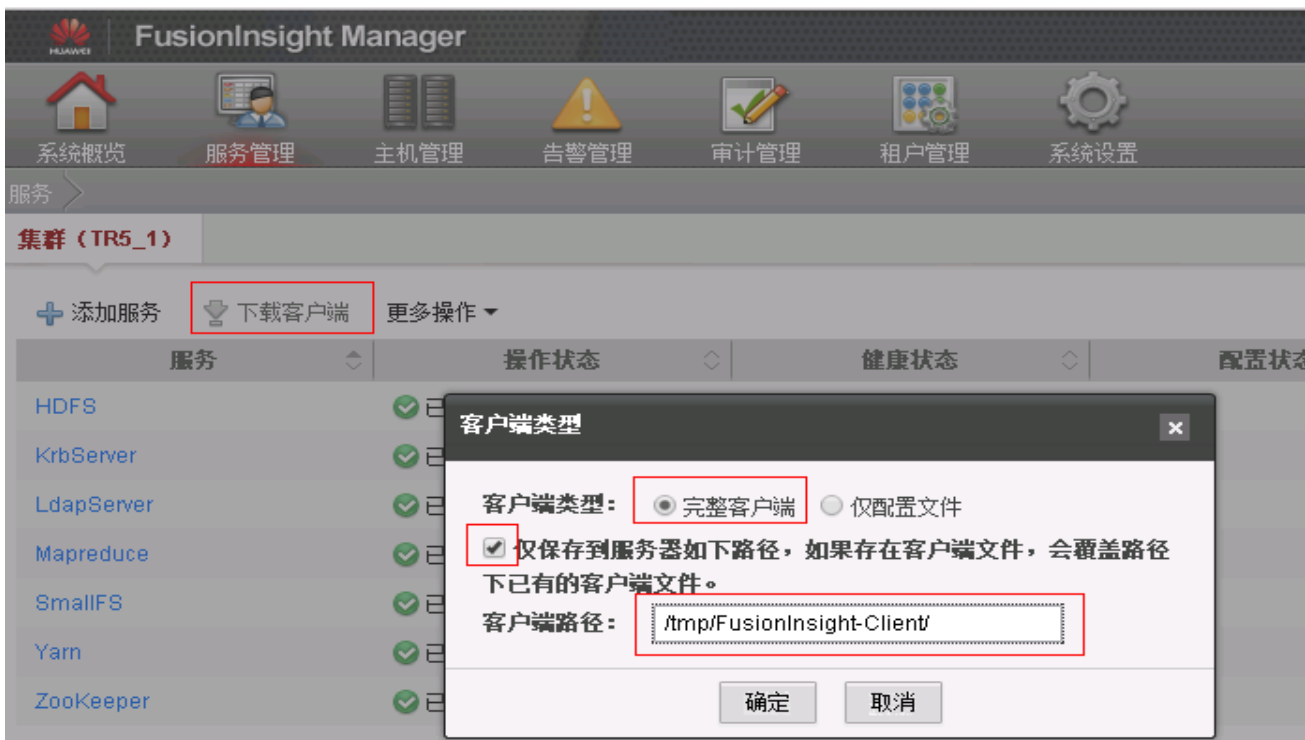 HUAWEI
FusionInsight Manager
系统概览 服务管理 主机管理 告警管理 审计管理 租户管理 系统设置
服务
集群（TR5_1）
添加服务 下载客户端 更多操作
服务 操作状态 健康状态 配置状态
HDFS 已
KrbServer 已
LdapServer 已
Mapreduce 已
SmallFS 已
Yarn 已
ZooKeeper 已
客户端类型
客户端类型： 完整客户端 仅配置文件
仅保存到服务器如下路径，如果存在客户端文件，会覆盖路径
下已有的客户端文件。
客户端路径： /tmp/FusionInsight-Client/
确定 取消